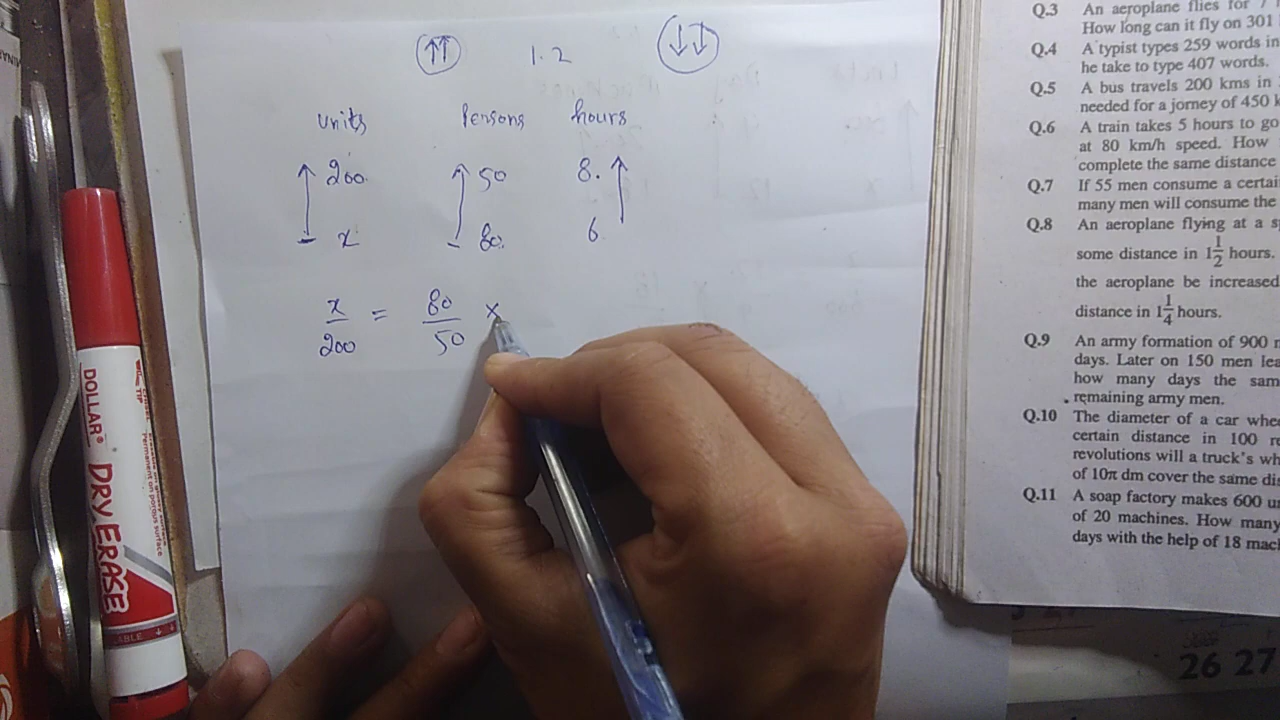 1.2
units Persons hours
200 50 8.
x 80. 6
x/200 = 80/50 ×
DOLLAR®
DRY ERASE
Permanent on porous surface
Q.3 An aeroplane flies for 7
How long can it fly on 301
Q.4 A typist types 259 words in
he take to type 407 words.
Q.5 A bus travels 200 kms in
needed for a jorney of 450
Q.6 A train takes 5 hours to go
at 80 km/h speed. How
complete the same distance
Q.7 If 55 men consume a
many men will consume the
Q.8 An aeroplane flying at a
some distance in 1 1/2 hours.
the aeroplane be increased
distance in 1 1/4 hours.
Q.9 An army formation of 900
days. Later on 150 men
how many days the
remaining army men.
Q.10 The diameter of a car
certain distance in 100
revolutions will a truck's
of 10π dm cover the same
Q.11 A soap factory makes 600
of 20 machines. How many
days with the help of 18
26 27